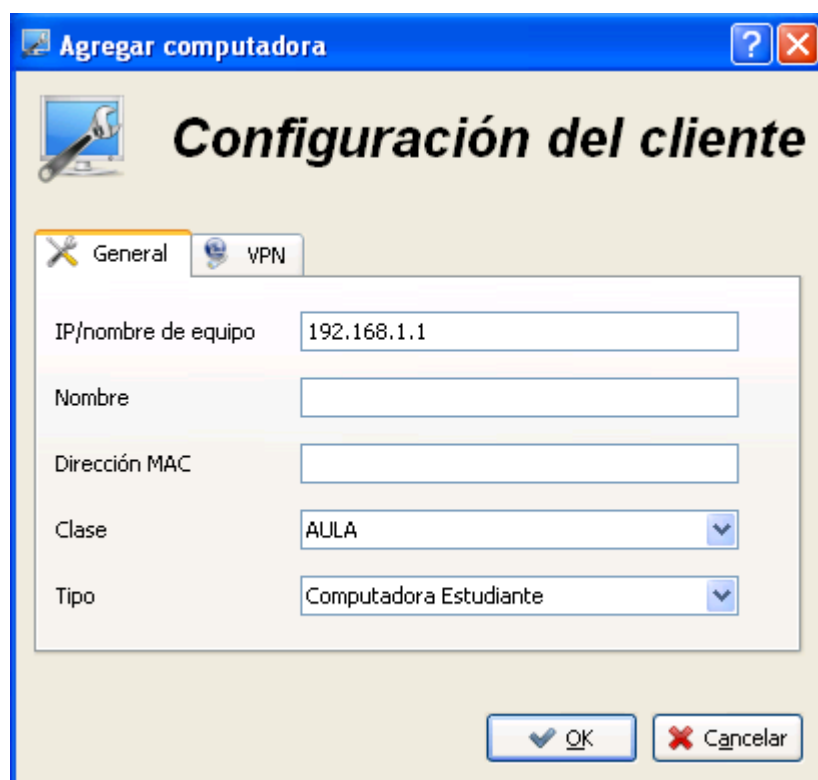 Agregar computadora
Configuración del cliente
General VPN
IP/nombre de equipo 192.168.1.1
Nombre
Dirección MAC
Clase AULA
Tipo Computadora Estudiante
OK Cancelar